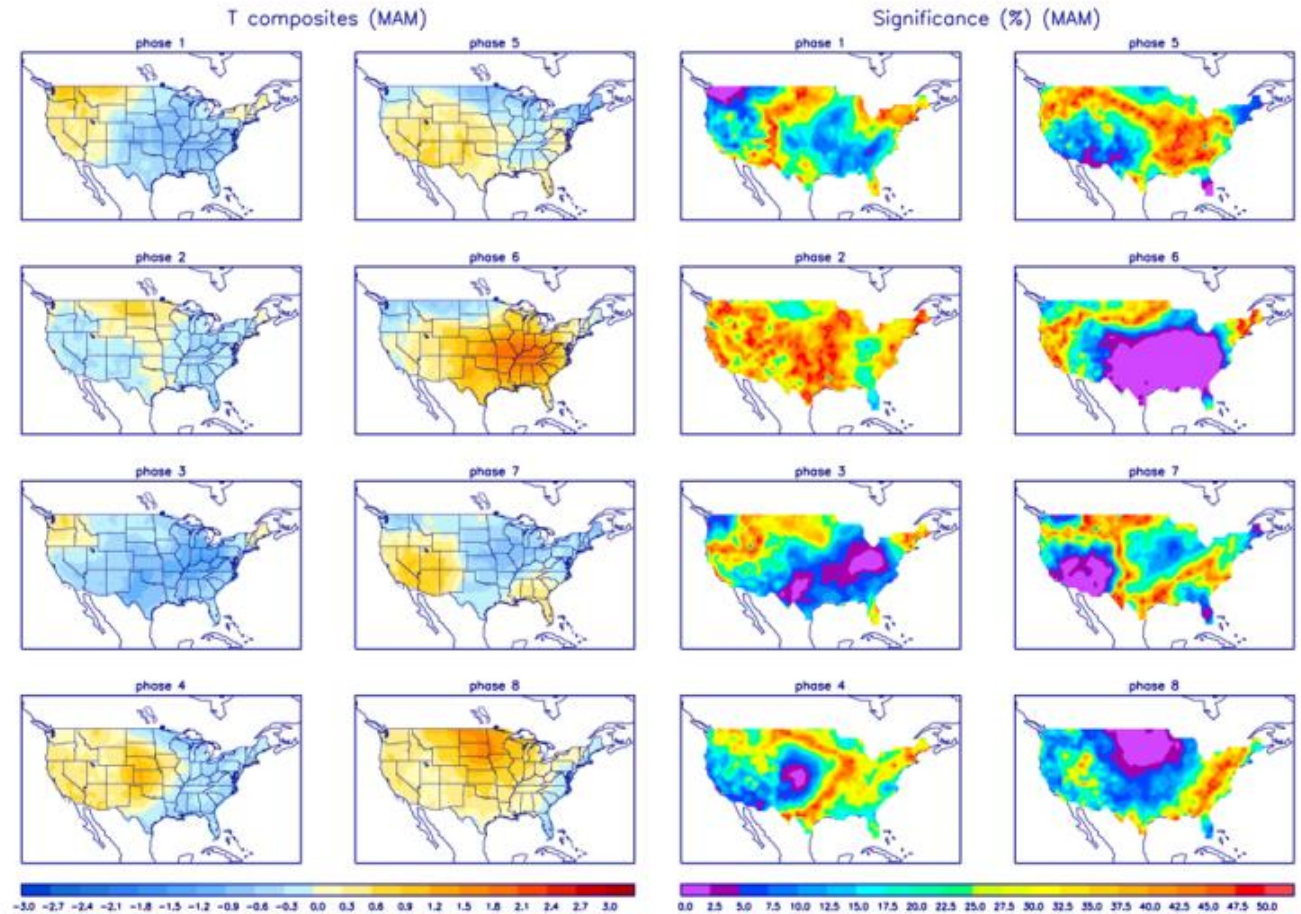 T composites (MAM)
Significance (%) (MAM)
phase 1
phase 5
phase 1
phase 5
phase 2
phase 6
phase 2
phase 6
phase 3
phase 7
phase 3
phase 7
phase 4
phase 8
phase 4
phase 8
-3.0 -2.7 -2.4 -2.1 -1.8 -1.5 -1.2 -0.9 -0.6 -0.3 0.0 0.3 0.6 0.9 1.2 1.5 1.8 2.1 2.4 2.7 3.0
0.0 2.5 5.0 7.5 10.0 12.5 15.0 17.5 20.0 22.5 25.0 27.5 30.0 32.5 35.0 37.5 40.0 42.5 45.0 47.5 50.0